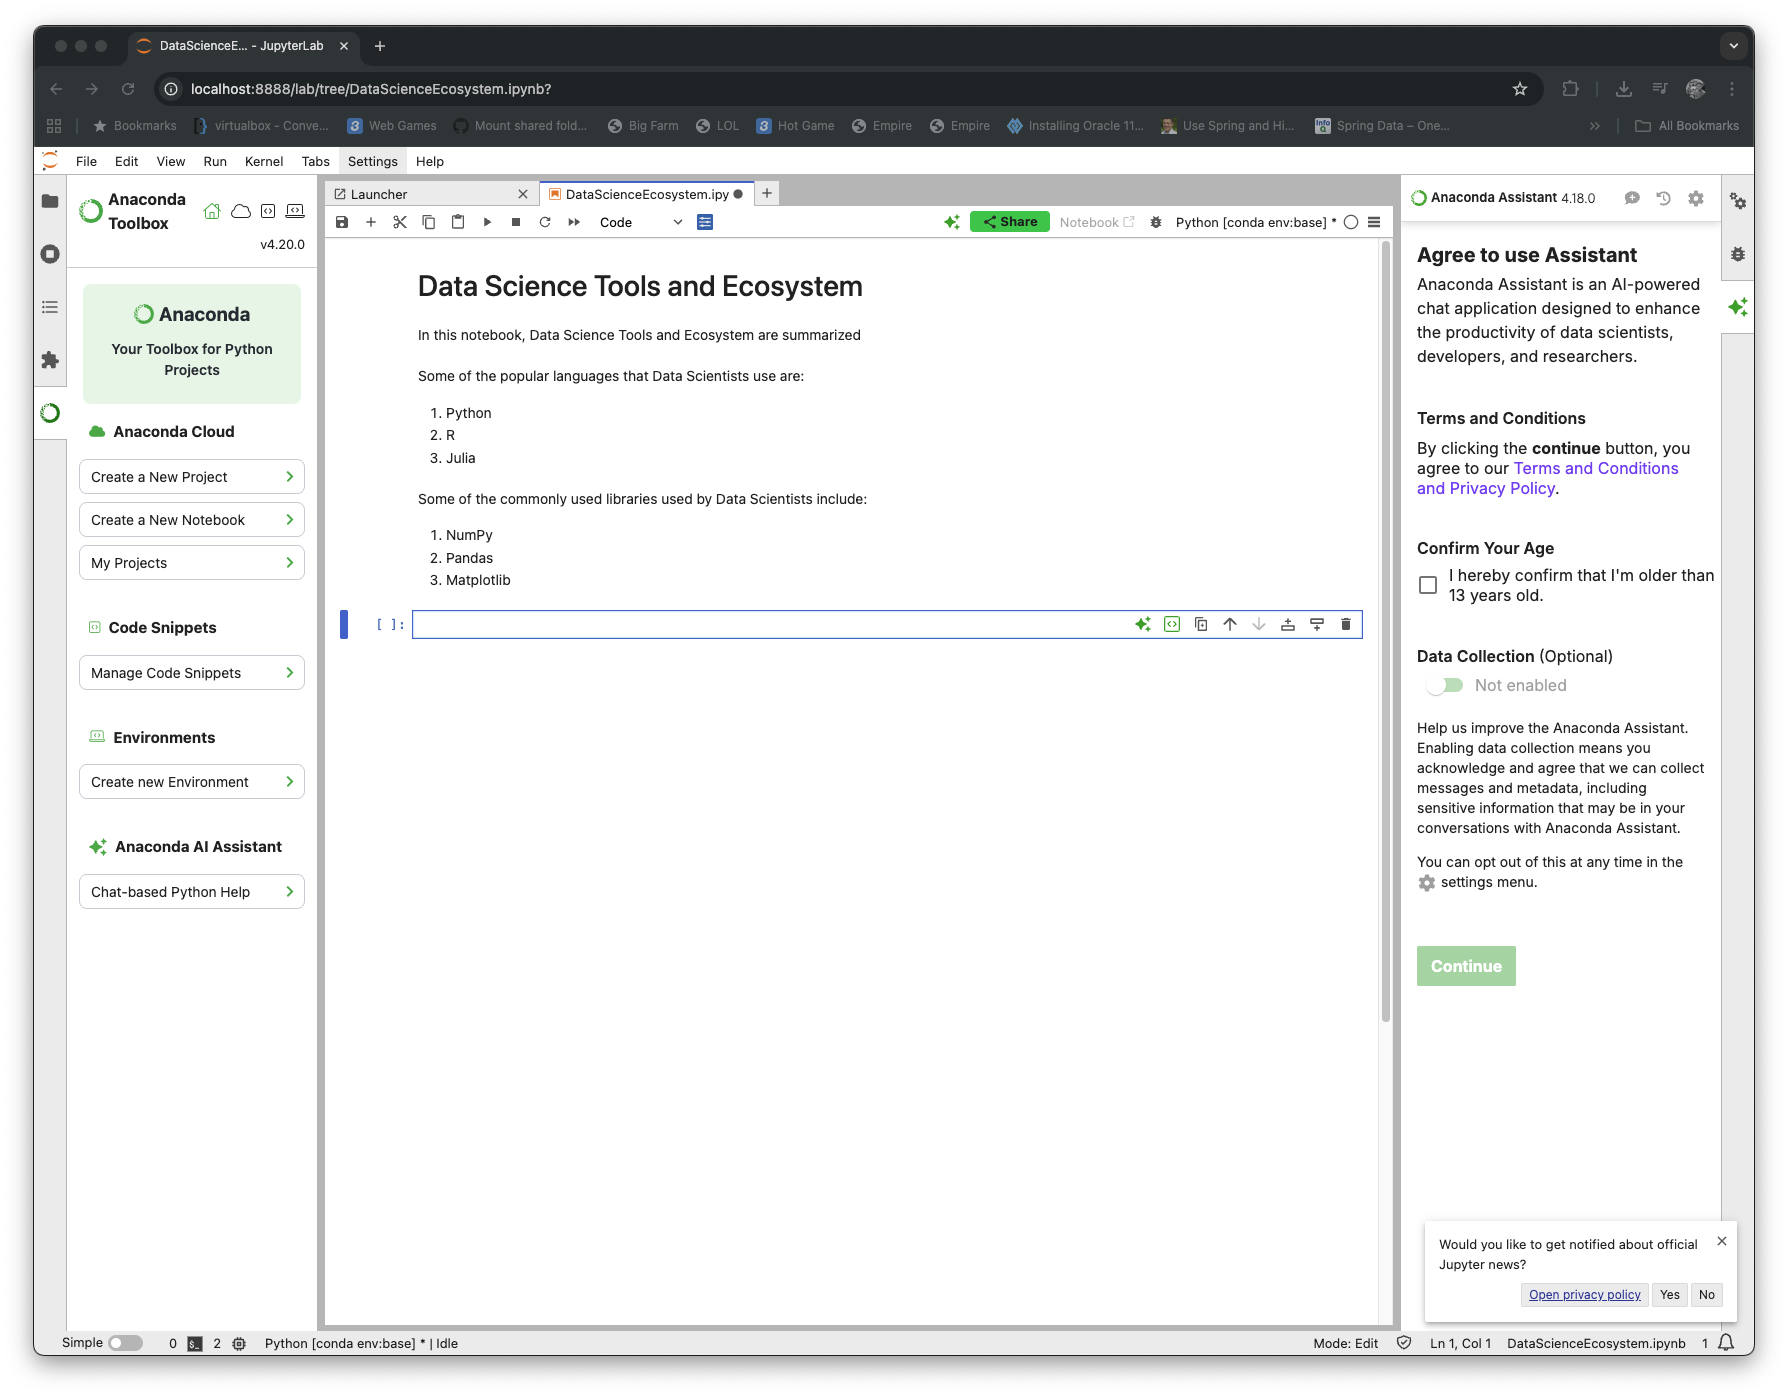 DataScienceE... - JupyterLab
localhost:8888/lab/tree/DataScienceEcosystem.ipynb?
Bookmarks virtualbox - Conve... Web Games Mount shared fold... Big Farm LOL Hot Game Empire Empire Installing Oracle 11... Use Spring and Hi... Spring Data – One... All Bookmarks
File Edit View Run Kernel Tabs Settings Help
Anaconda
Toolbox
v4.20.0
Anaconda
Your Toolbox for Python
Projects
Anaconda Cloud
Create a New Project
Create a New Notebook
My Projects
Code Snippets
Manage Code Snippets
Environments
Create new Environment
Anaconda AI Assistant
Chat-based Python Help
Launcher
DataScienceEcosystem.ipy
Code
Share
Notebook
Python [conda env:base] *
Data Science Tools and Ecosystem
In this notebook, Data Science Tools and Ecosystem are summarized
Some of the popular languages that Data Scientists use are:
1. Python
2. R
3. Julia
Some of the commonly used libraries used by Data Scientists include:
1. NumPy
2. Pandas
3. Matplotlib
[ ]:
Anaconda Assistant 4.18.0
Agree to use Assistant
Anaconda Assistant is an AI-powered
chat application designed to enhance
the productivity of data scientists,
developers, and researchers.
Terms and Conditions
By clicking the continue button, you
agree to our Terms and Conditions
and Privacy Policy.
Confirm Your Age
I hereby confirm that I'm older than
13 years old.
Data Collection (Optional)
Not enabled
Help us improve the Anaconda Assistant.
Enabling data collection means you
acknowledge and agree that we can collect
messages and metadata, including
sensitive information that may be in your
conversations with Anaconda Assistant.
You can opt out of this at any time in the
settings menu.
Continue
Would you like to get notified about official
Jupyter news?
Open privacy policy Yes No
Simple 0 2 Python [conda env:base] * | Idle Mode: Edit Ln 1, Col 1 DataScienceEcosystem.ipynb 1